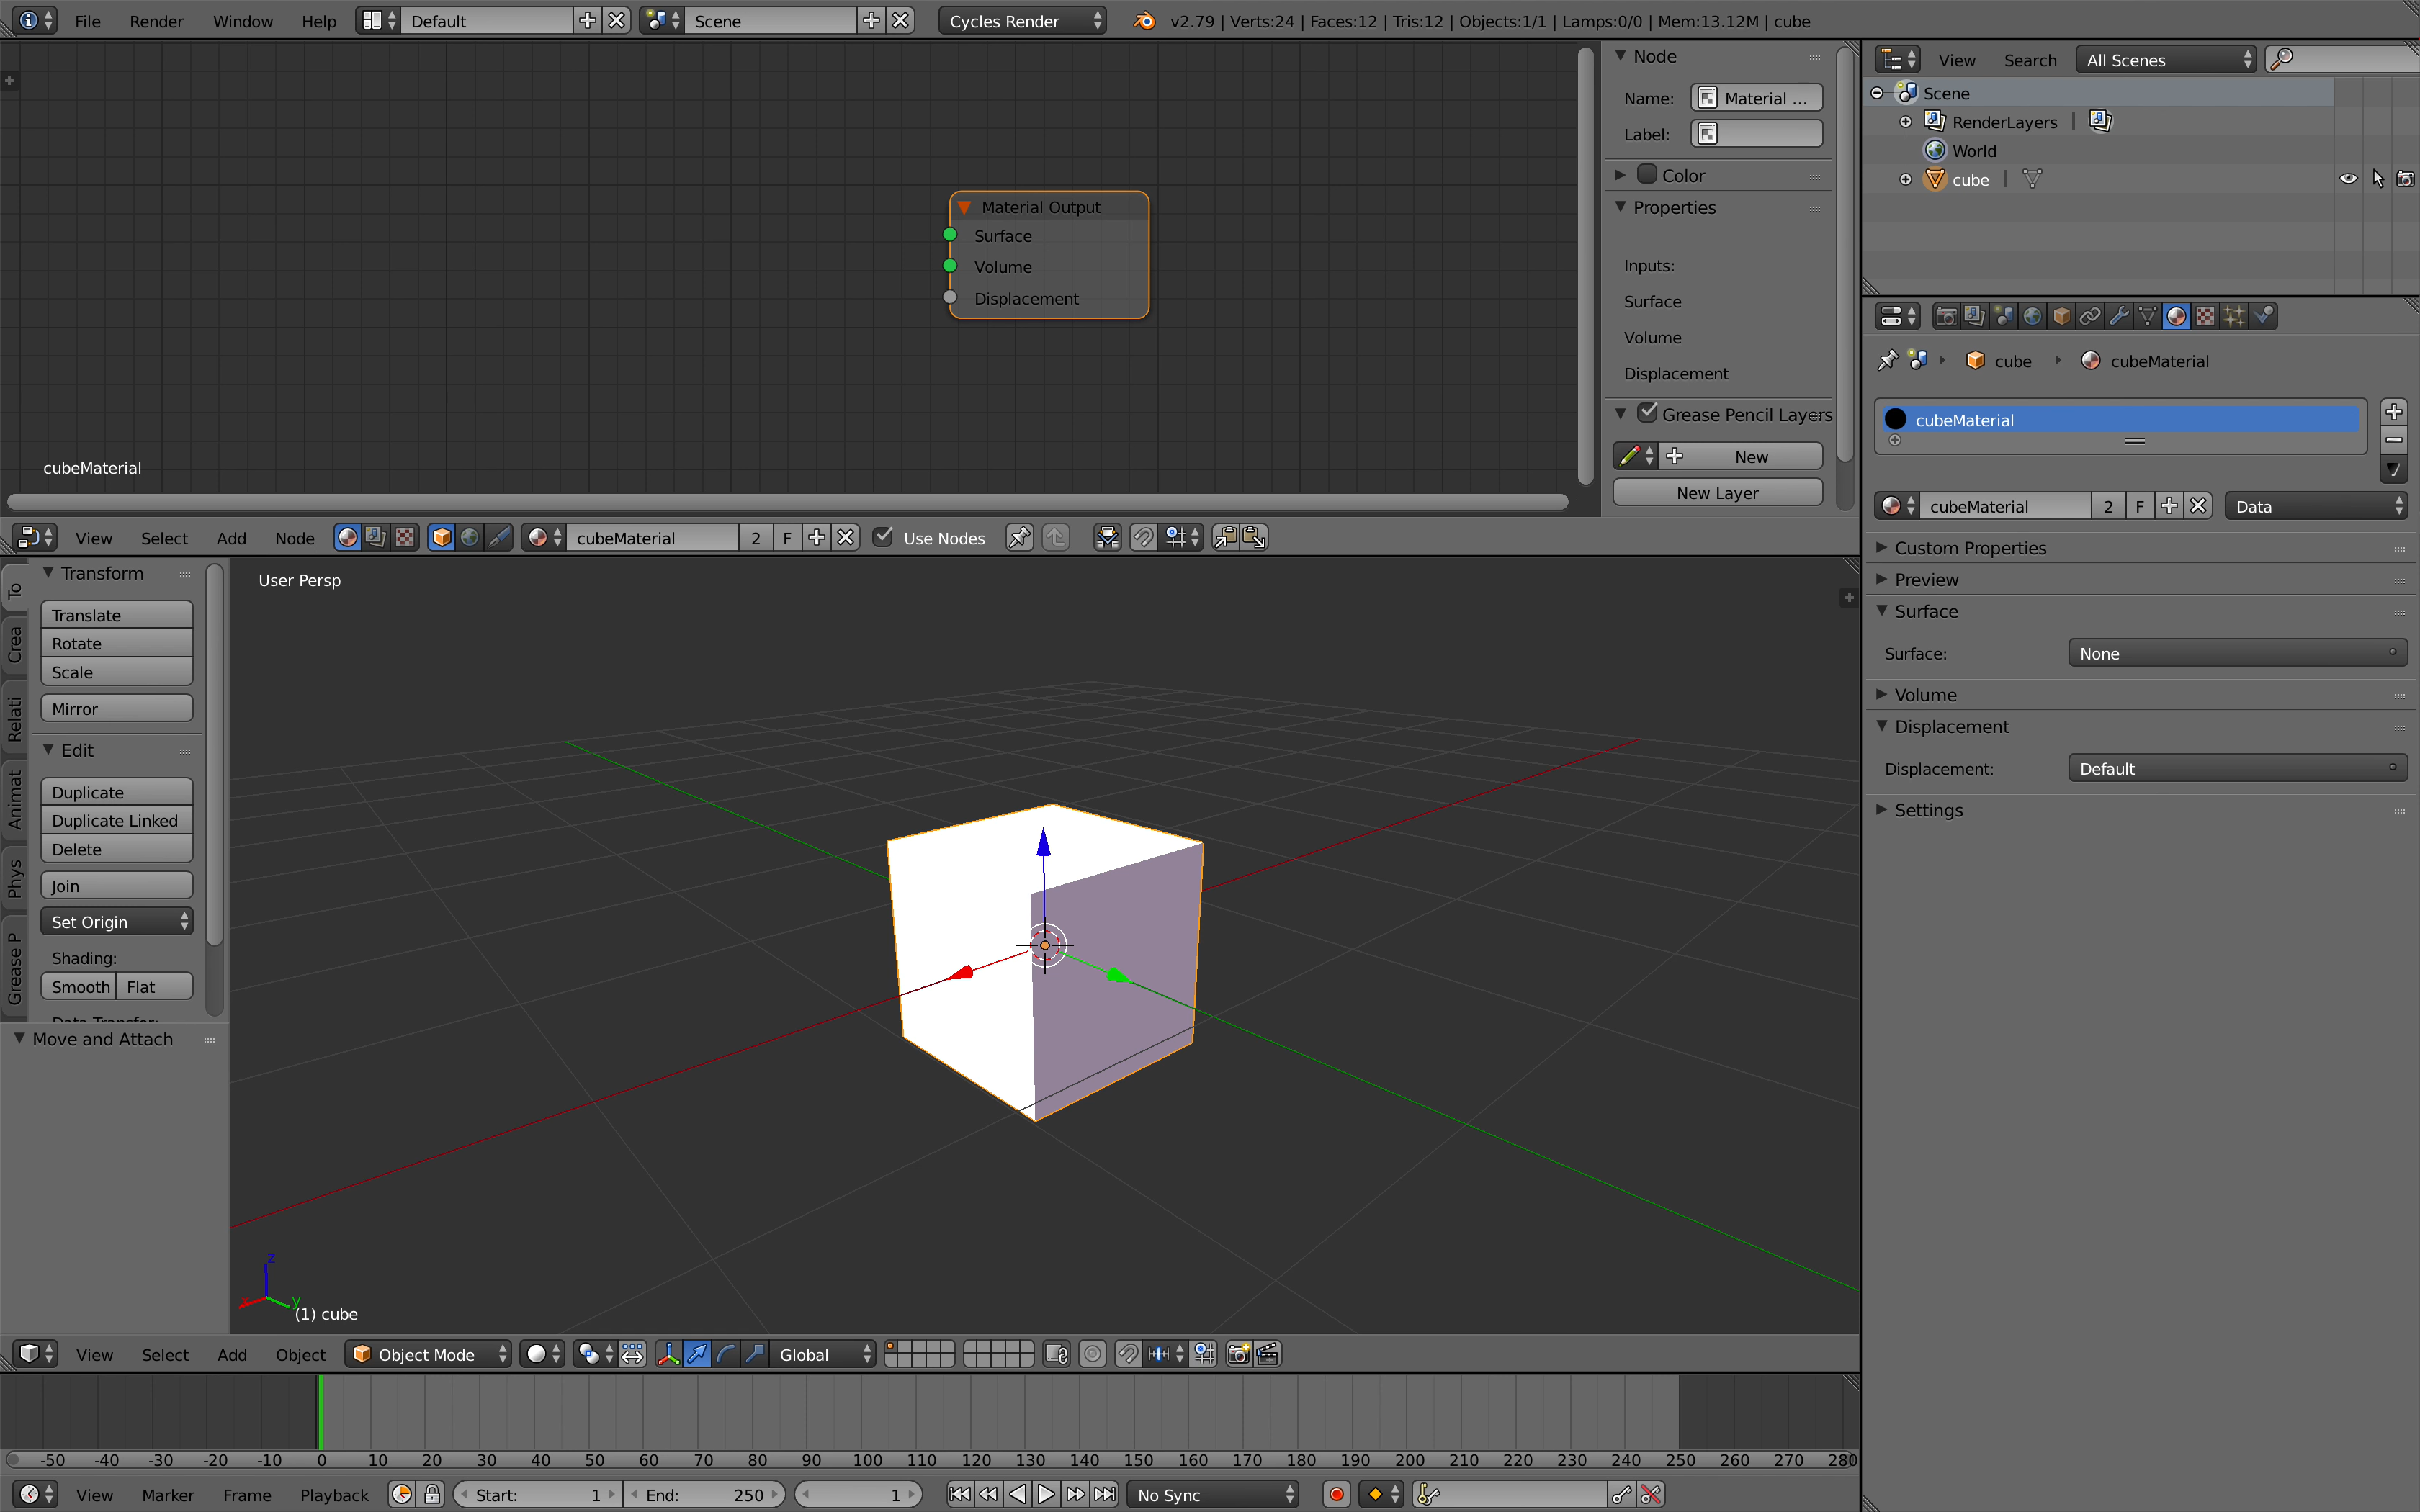 File Render Window Help Default Scene Cycles Render v2.79 | Verts:24 | Faces:12 | Tris:12 | Objects:1/1 | Lamps:0/0 | Mem:13.12M | cube
Material Output
Surface
Volume
Displacement
cubeMaterial
Node
Name: Material ...
Label:
Color
Properties
Inputs:
Surface
Volume
Displacement
Grease Pencil Layers
New
New Layer
View Select Add Node cubeMaterial 2 F Use Nodes
View Search All Scenes
Scene
RenderLayers |
World
cube |
cube cubeMaterial
cubeMaterial
cubeMaterial 2 F Data
Custom Properties
Preview
Surface
Surface: None
Volume
Displacement
Displacement: Default
Settings
To
Crea
Relati
Animat
Phys
Grease P
Transform
Translate
Rotate
Scale
Mirror
Edit
Duplicate
Duplicate Linked
Delete
Join
Set Origin
Shading:
Smooth Flat
Move and Attach
User Persp
z
x y
(1) cube
View Select Add Object Object Mode Global
-50 -40 -30 -20 -10 0 10 20 30 40 50 60 70 80 90 100 110 120 130 140 150 160 170 180 190 200 210 220 230 240 250 260 270 280
View Marker Frame Playback Start: 1 End: 250 1 No Sync